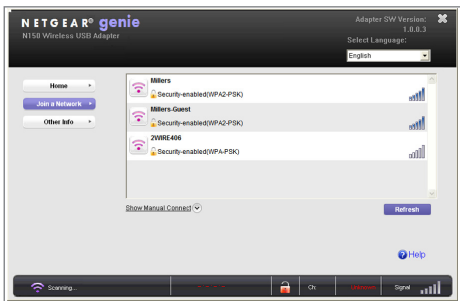 NETGEAR® genie
N150 Wireless USB Adapter
Adapter SW Version:
1.0.0.3
Select Language:
English
Home
Join a Network
Other Info
Millers
Security-enabled(WPA2-PSK)
Millers-Guest
Security-enabled(WPA2-PSK)
2WIRE406
Security-enabled(WPA-PSK)
Show Manual Connect
Refresh
Help
Scanning...
Ch:
Signal